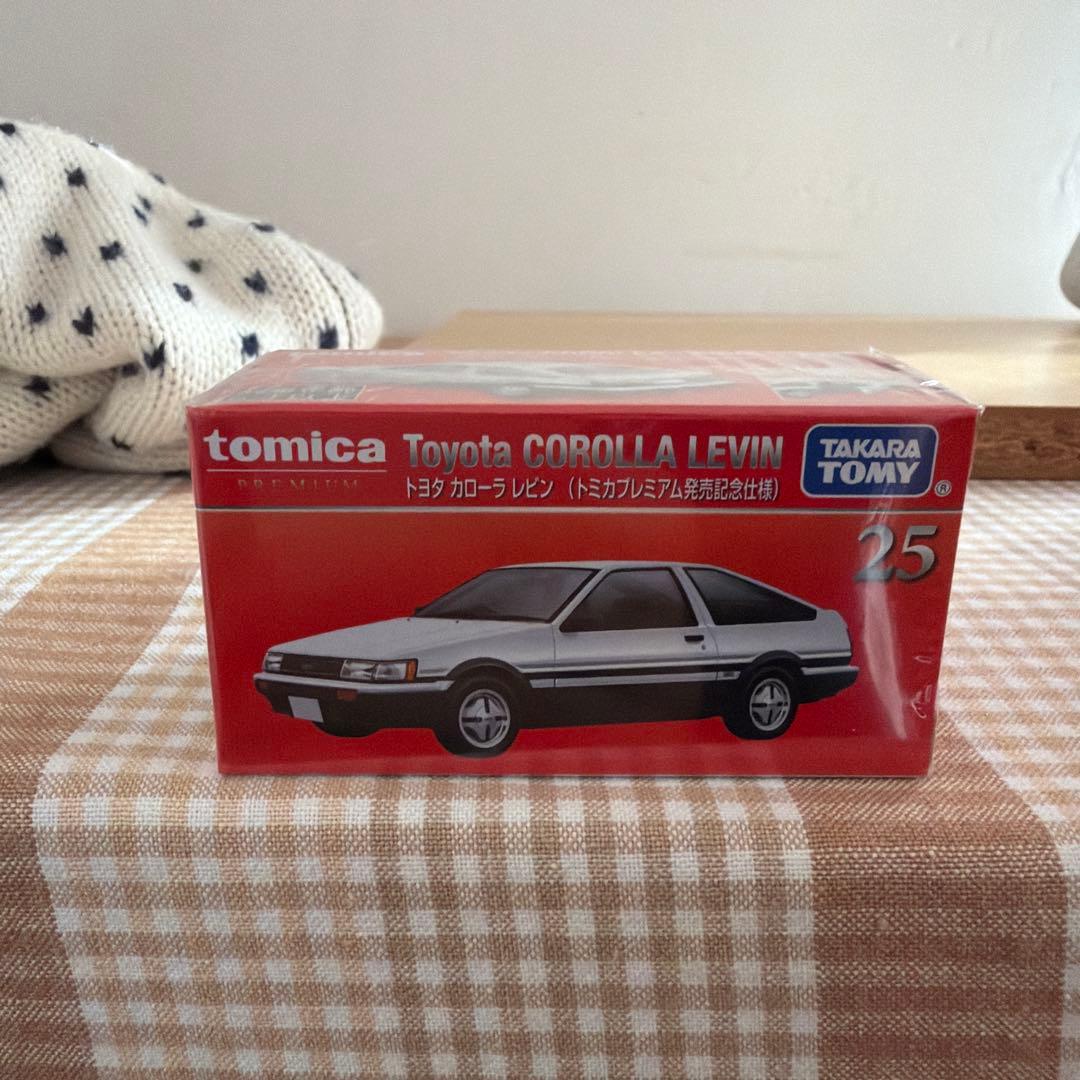 tomica
PREMIUM
Toyota COROLLA LEVIN
トヨタ カローラ レビン (トミカプレミアム発売記念仕様)
TAKARA
TOMY
®
25